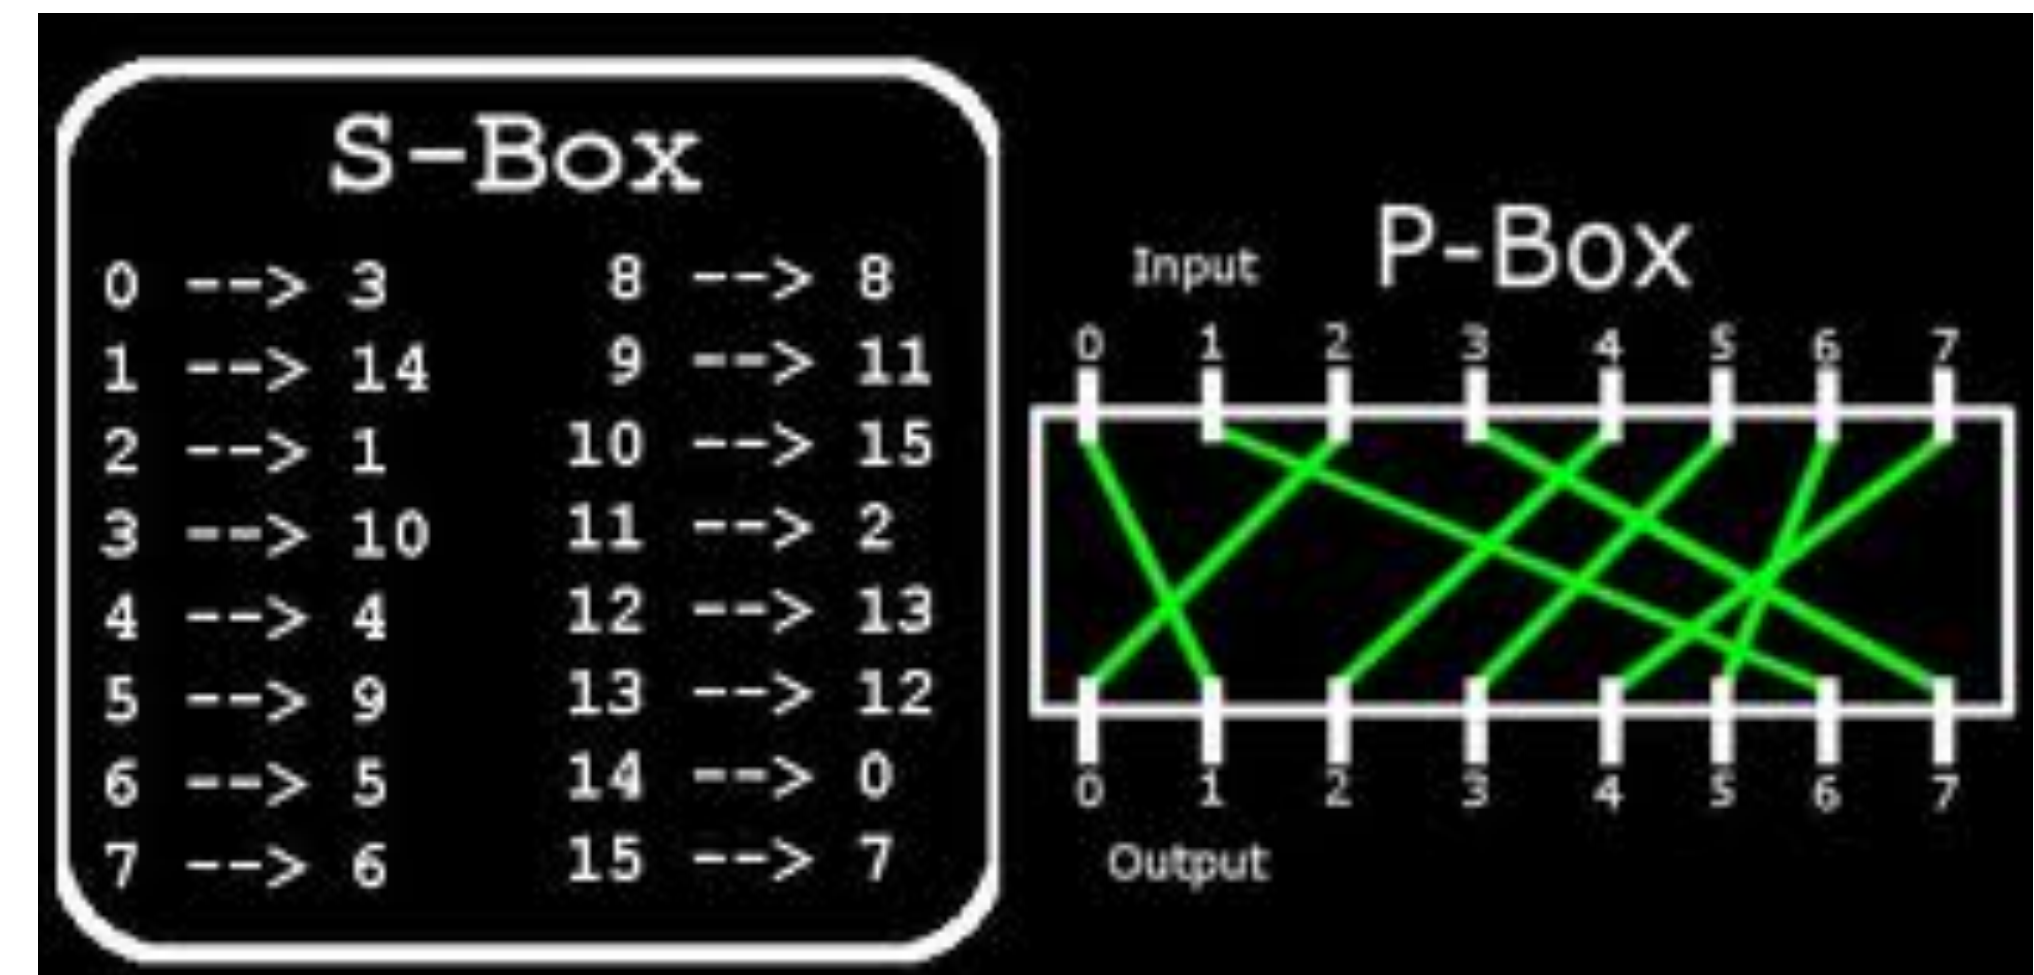 S-Box
0 --> 3
1 --> 14
2 --> 1
3 --> 10
4 --> 4
5 --> 9
6 --> 5
7 --> 6
8 --> 8
9 --> 11
10 --> 15
11 --> 2
12 --> 13
13 --> 12
14 --> 0
15 --> 7
P-Box
Input
0 1 2 3 4 5 6 7
0 1 2 3 4 5 6 7
Output